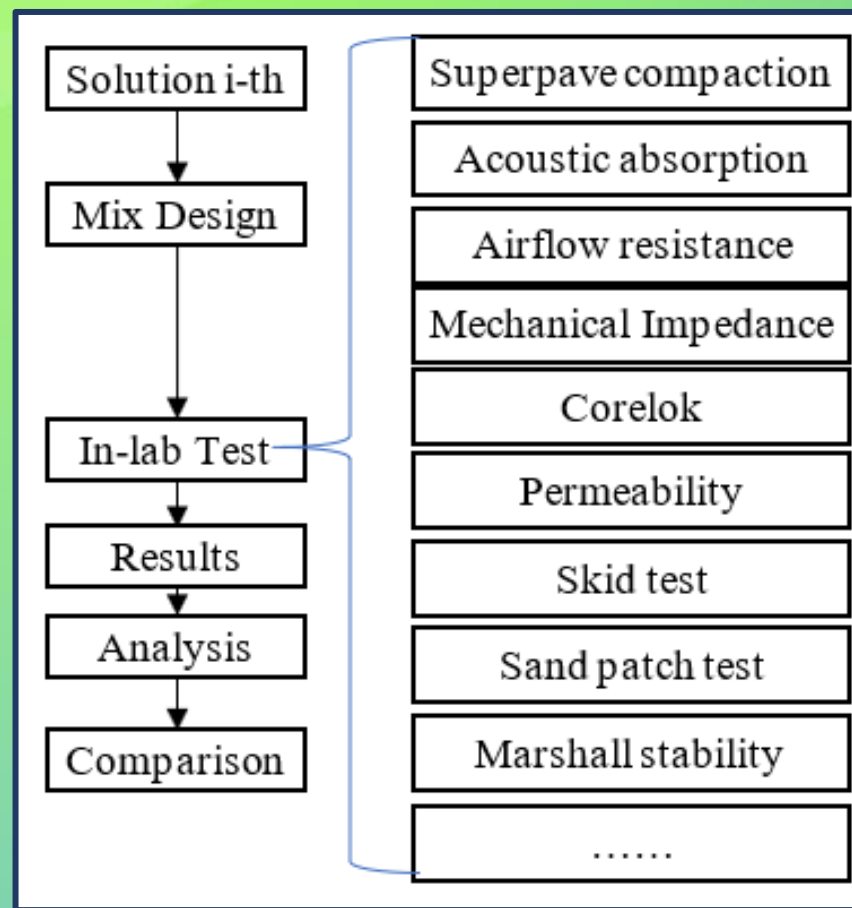 Solution i-th
Mix Design
In-lab Test
Results
Analysis
Comparison
Superpave compaction
Acoustic absorption
Airflow resistance
Mechanical Impedance
Corelok
Permeability
Skid test
Sand patch test
Marshall stability
……